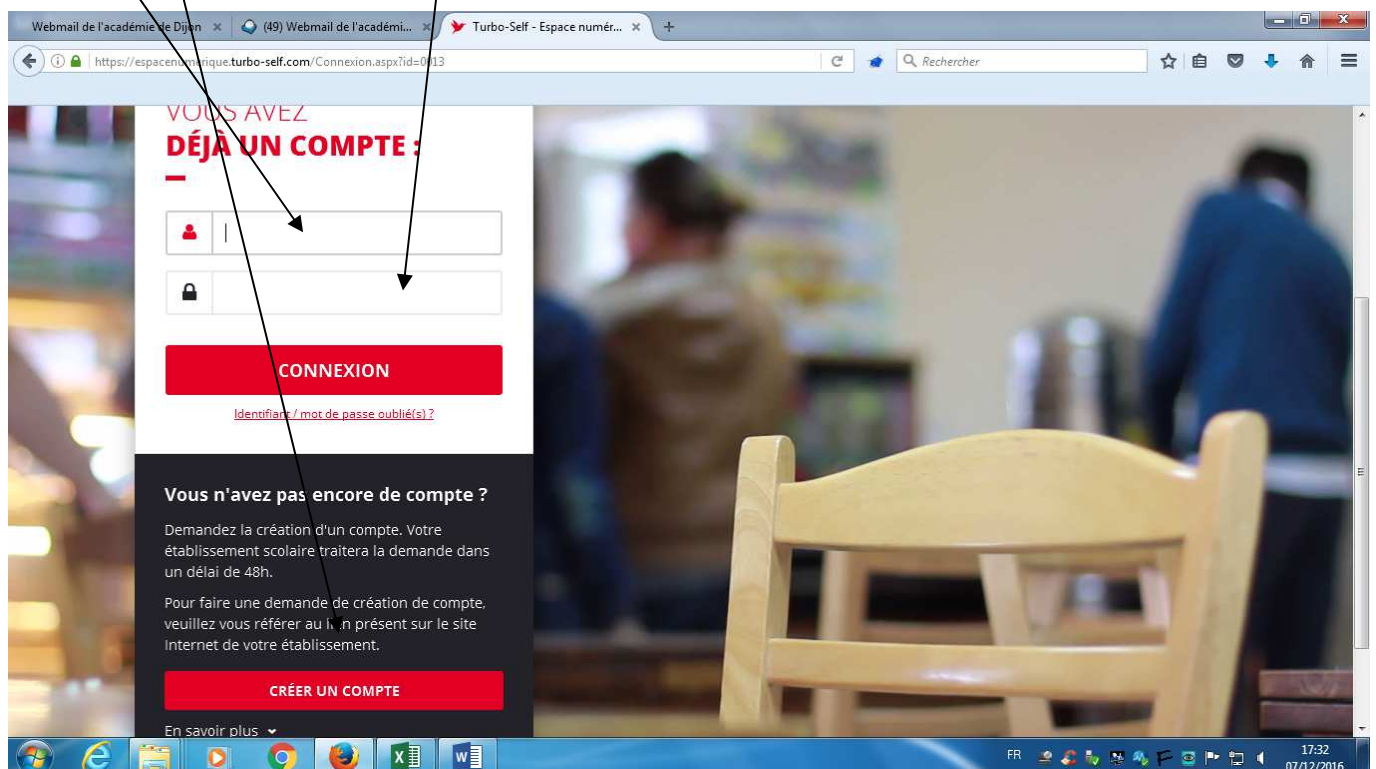 Webmail de l'académie de Dijon ×
(49) Webmail de l'académi... ×
Turbo-Self - Espace numér... ×
https://espacenumerique.turbo-self.com/Connexion.aspx?id=0013
Rechercher
VOUS AVEZ
DÉJÀ UN COMPTE :
CONNEXION
Identifiant / mot de passe oublié(s) ?
Vous n'avez pas encore de compte ?
Demandez la création d'un compte. Votre
établissement scolaire traitera la demande dans
un délai de 48h.
Pour faire une demande de création de compte,
veuillez vous référer au lien présent sur le site
Internet de votre établissement.
CRÉER UN COMPTE
En savoir plus
FR
17:32
07/12/2016